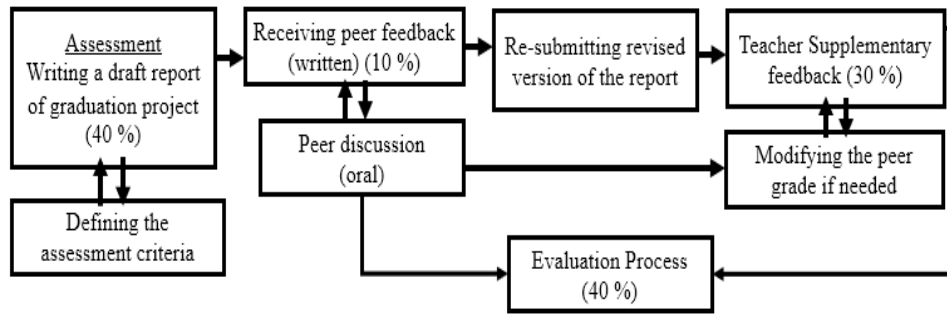 Assessment
Writing a draft report
of graduation project
(40 %)
Defining the
assessment criteria
Receiving peer feedback
(written) (10 %)
Peer discussion
(oral)
Re-submitting revised
version of the report
Teacher Supplementary
feedback (30 %)
Modifying the peer
grade if needed
Evaluation Process
(40 %)